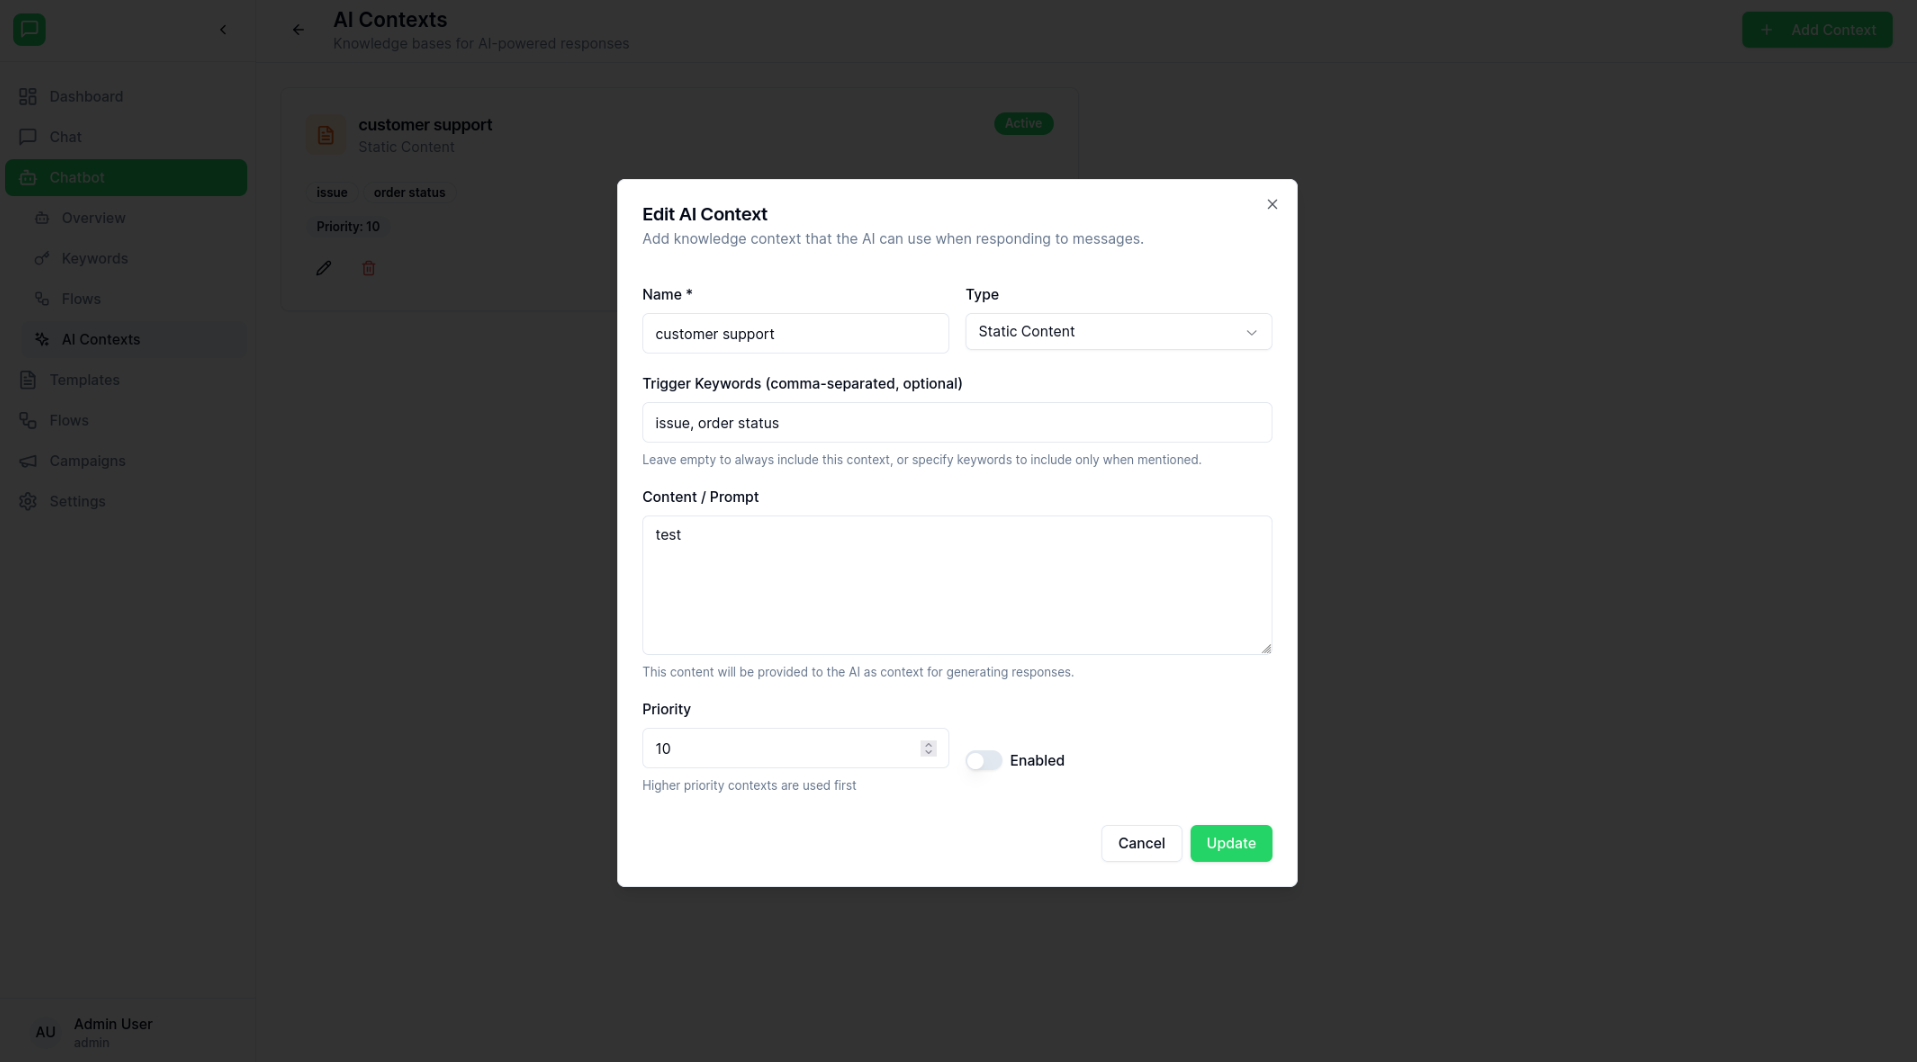 AI Contexts
Knowledge bases for AI-powered responses
Add Context
Dashboard
Chat
Chatbot
Overview
Keywords
Flows
AI Contexts
Templates
Flows
Campaigns
Settings
AU
Admin User
admin
customer support
Static Content
Active
issue order status
Priority: 10
Edit AI Context
Add knowledge context that the AI can use when responding to messages.
Name * Type
customer support Static Content
Trigger Keywords (comma-separated, optional)
issue, order status
Leave empty to always include this context, or specify keywords to include only when mentioned.
Content / Prompt
test
This content will be provided to the AI as context for generating responses.
Priority
10
Enabled
Higher priority contexts are used first
Cancel Update